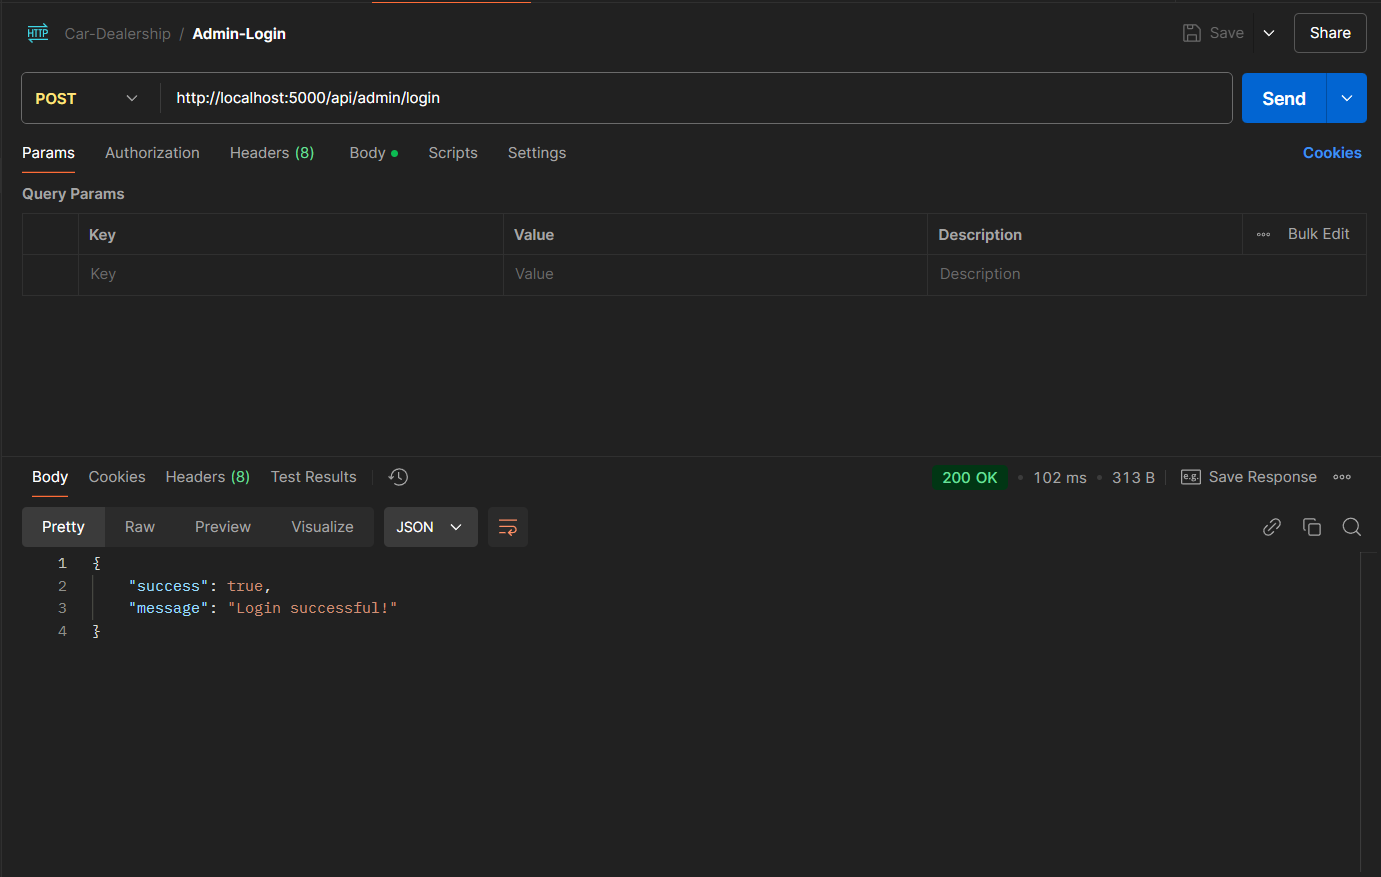 HTTP Car-Dealership / Admin-Login Save Share
POST http://localhost:5000/api/admin/login Send
Params Authorization Headers (8) Body Scripts Settings Cookies
Query Params
Key Value Description Bulk Edit
Key Value Description
Body Cookies Headers (8) Test Results 200 OK 102 ms 313 B e.g. Save Response
Pretty Raw Preview Visualize JSON
1 {
2 "success": true,
3 "message": "Login successful!"
4 }